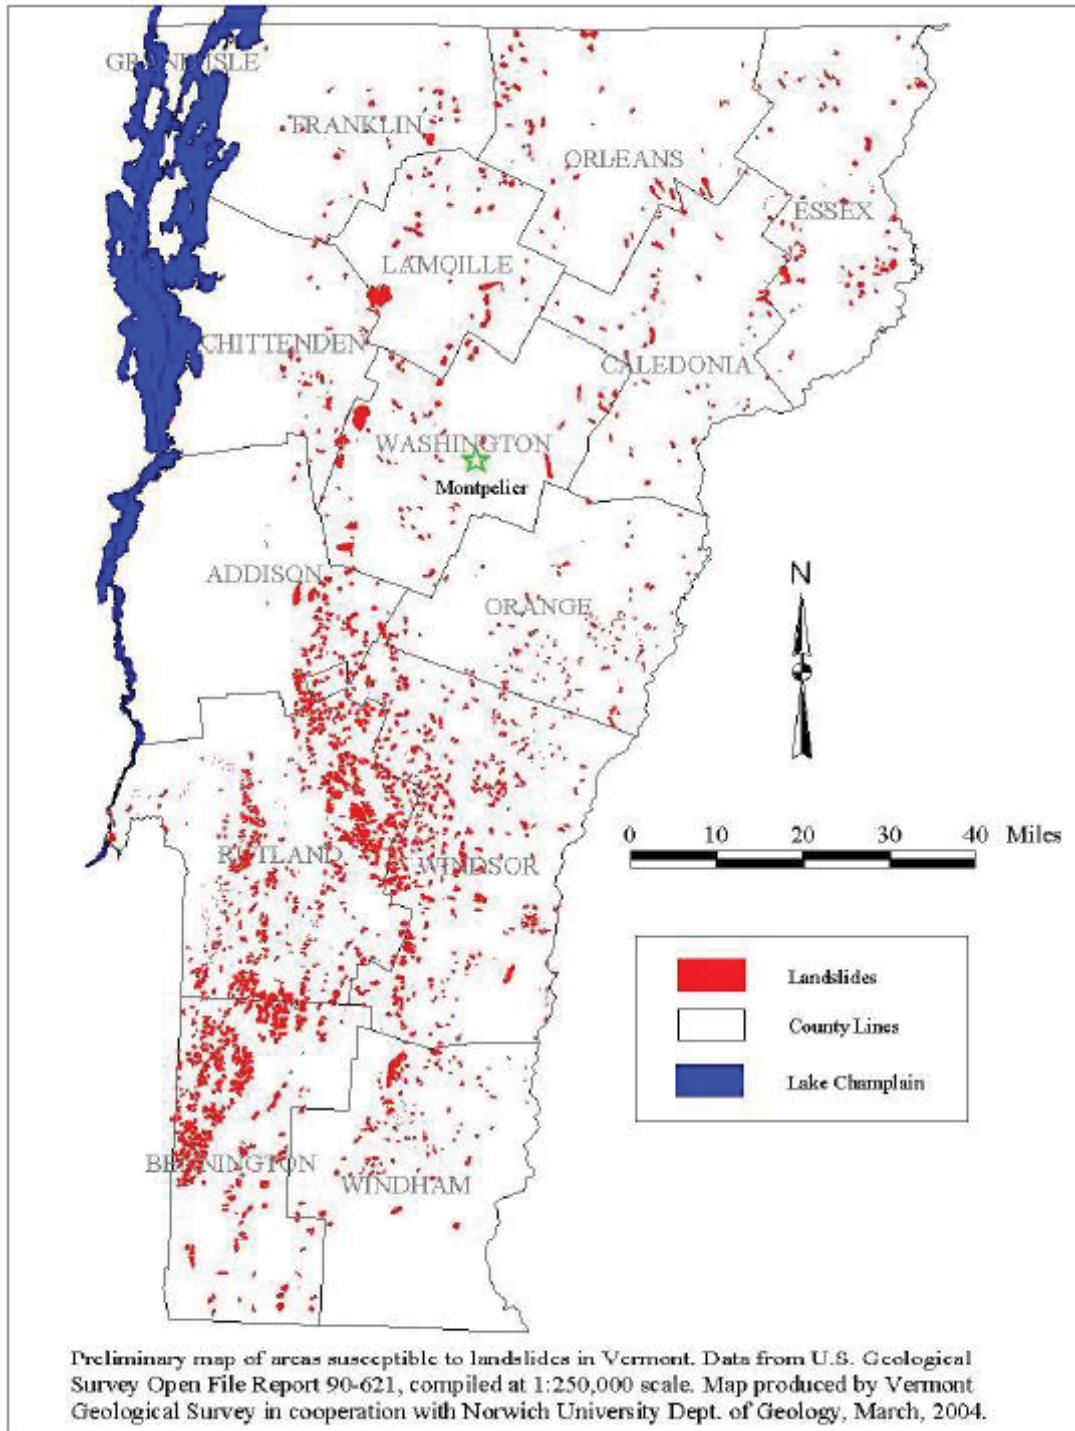 GRAND ISLE
FRANKLIN
ORLEANS
ESSEX
LAMOILLE
CHITTENDEN
CALEDONIA
WASHINGTON
Montpelier
ADDISON
ORANGE
N
0 10 20 30 40 Miles
RUTLAND
WINDSOR
Landslides
County Lines
Lake Champlain
BENNINGTON
WINDHAM
Preliminary map of areas susceptible to landslides in Vermont. Data from U.S. Geological
Survey Open File Report 90-621, compiled at 1:250,000 scale. Map produced by Vermont
Geological Survey in cooperation with Norwich University Dept. of Geology, March, 2004.